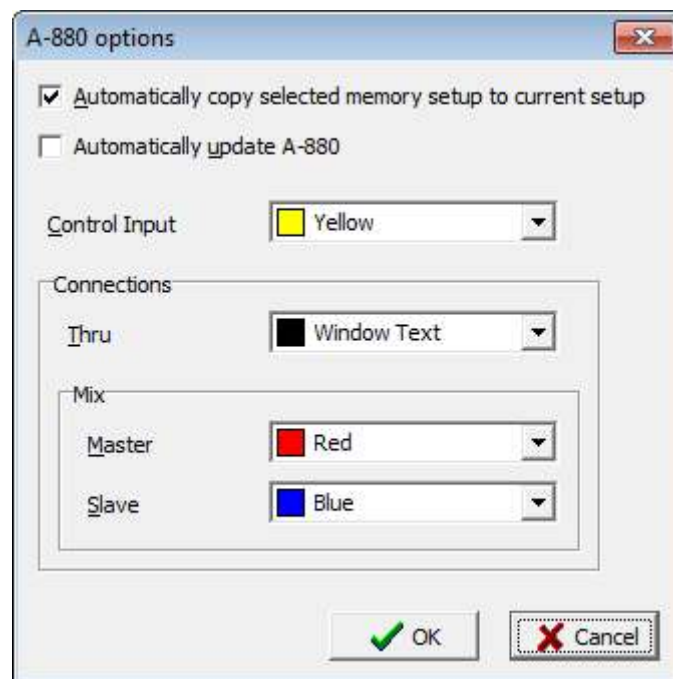 A-880 options
Automatically copy selected memory setup to current setup
Automatically update A-880
Control Input Yellow
Connections
Thru Window Text
Mix
Master Red
Slave Blue
OK Cancel